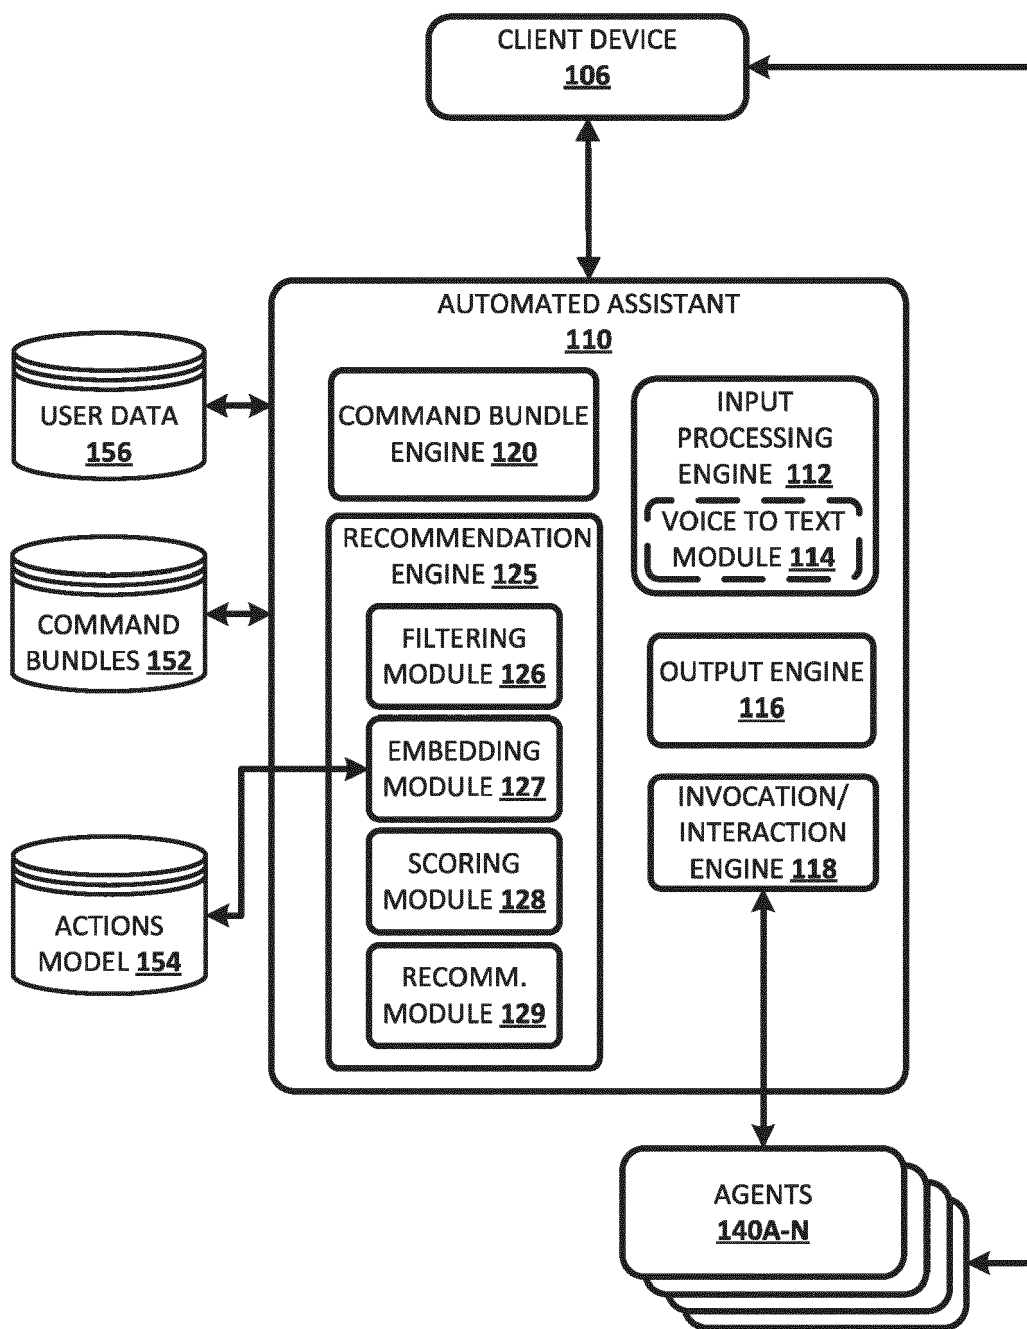 CLIENT DEVICE
106
AUTOMATED ASSISTANT
110
USER DATA
156
COMMAND
BUNDLES 152
ACTIONS
MODEL 154
COMMAND BUNDLE
ENGINE 120
RECOMMENDATION
ENGINE 125
FILTERING
MODULE 126
EMBEDDING
MODULE 127
SCORING
MODULE 128
RECOMM.
MODULE 129
INPUT
PROCESSING
ENGINE 112
VOICE TO TEXT
MODULE 114
OUTPUT ENGINE
116
INVOCATION/
INTERACTION
ENGINE 118
AGENTS
140A-N